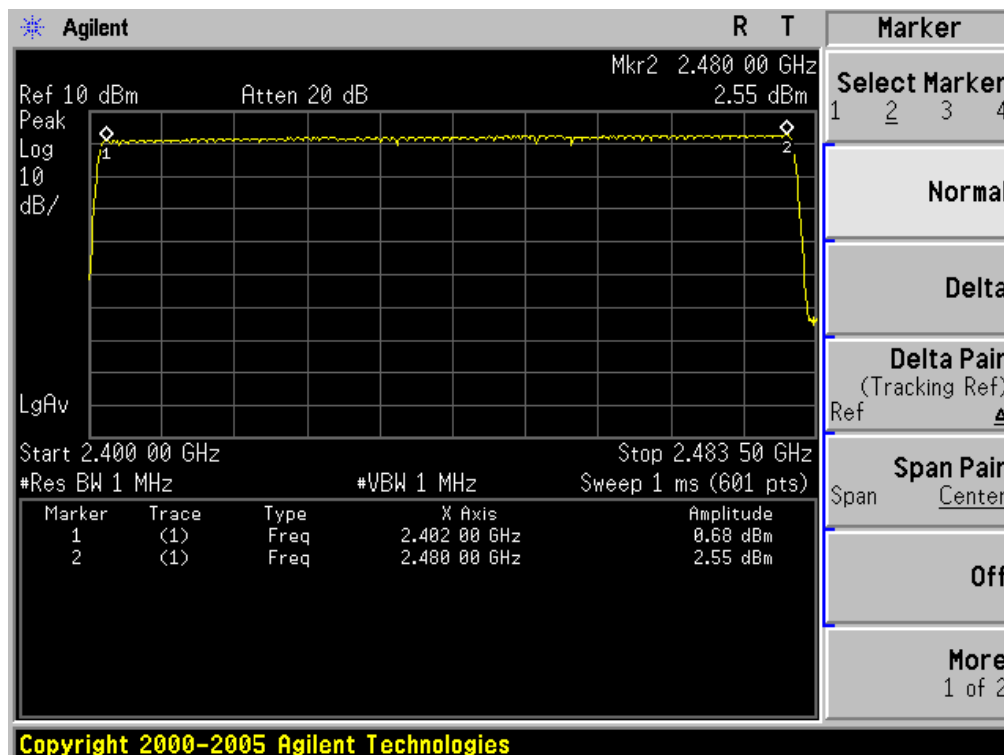 Agilent R T
Mkr2 2.480 00 GHz
Ref 10 dBm Atten 20 dB 2.55 dBm
Peak
Log
10
dB/
1 2
LgAv
Start 2.400 00 GHz Stop 2.483 50 GHz
#Res BW 1 MHz #VBW 1 MHz Sweep 1 ms (601 pts)
Marker Trace Type X Axis Amplitude
1 (1) Freq 2.402 00 GHz 0.68 dBm
2 (1) Freq 2.480 00 GHz 2.55 dBm
Copyright 2000-2005 Agilent Technologies
Marker
Select Marker
1 2 3 4
Normal
Delta
Delta Pair
(Tracking Ref)
Ref Δ
Span Pair
Span Center
Off
More
1 of 2